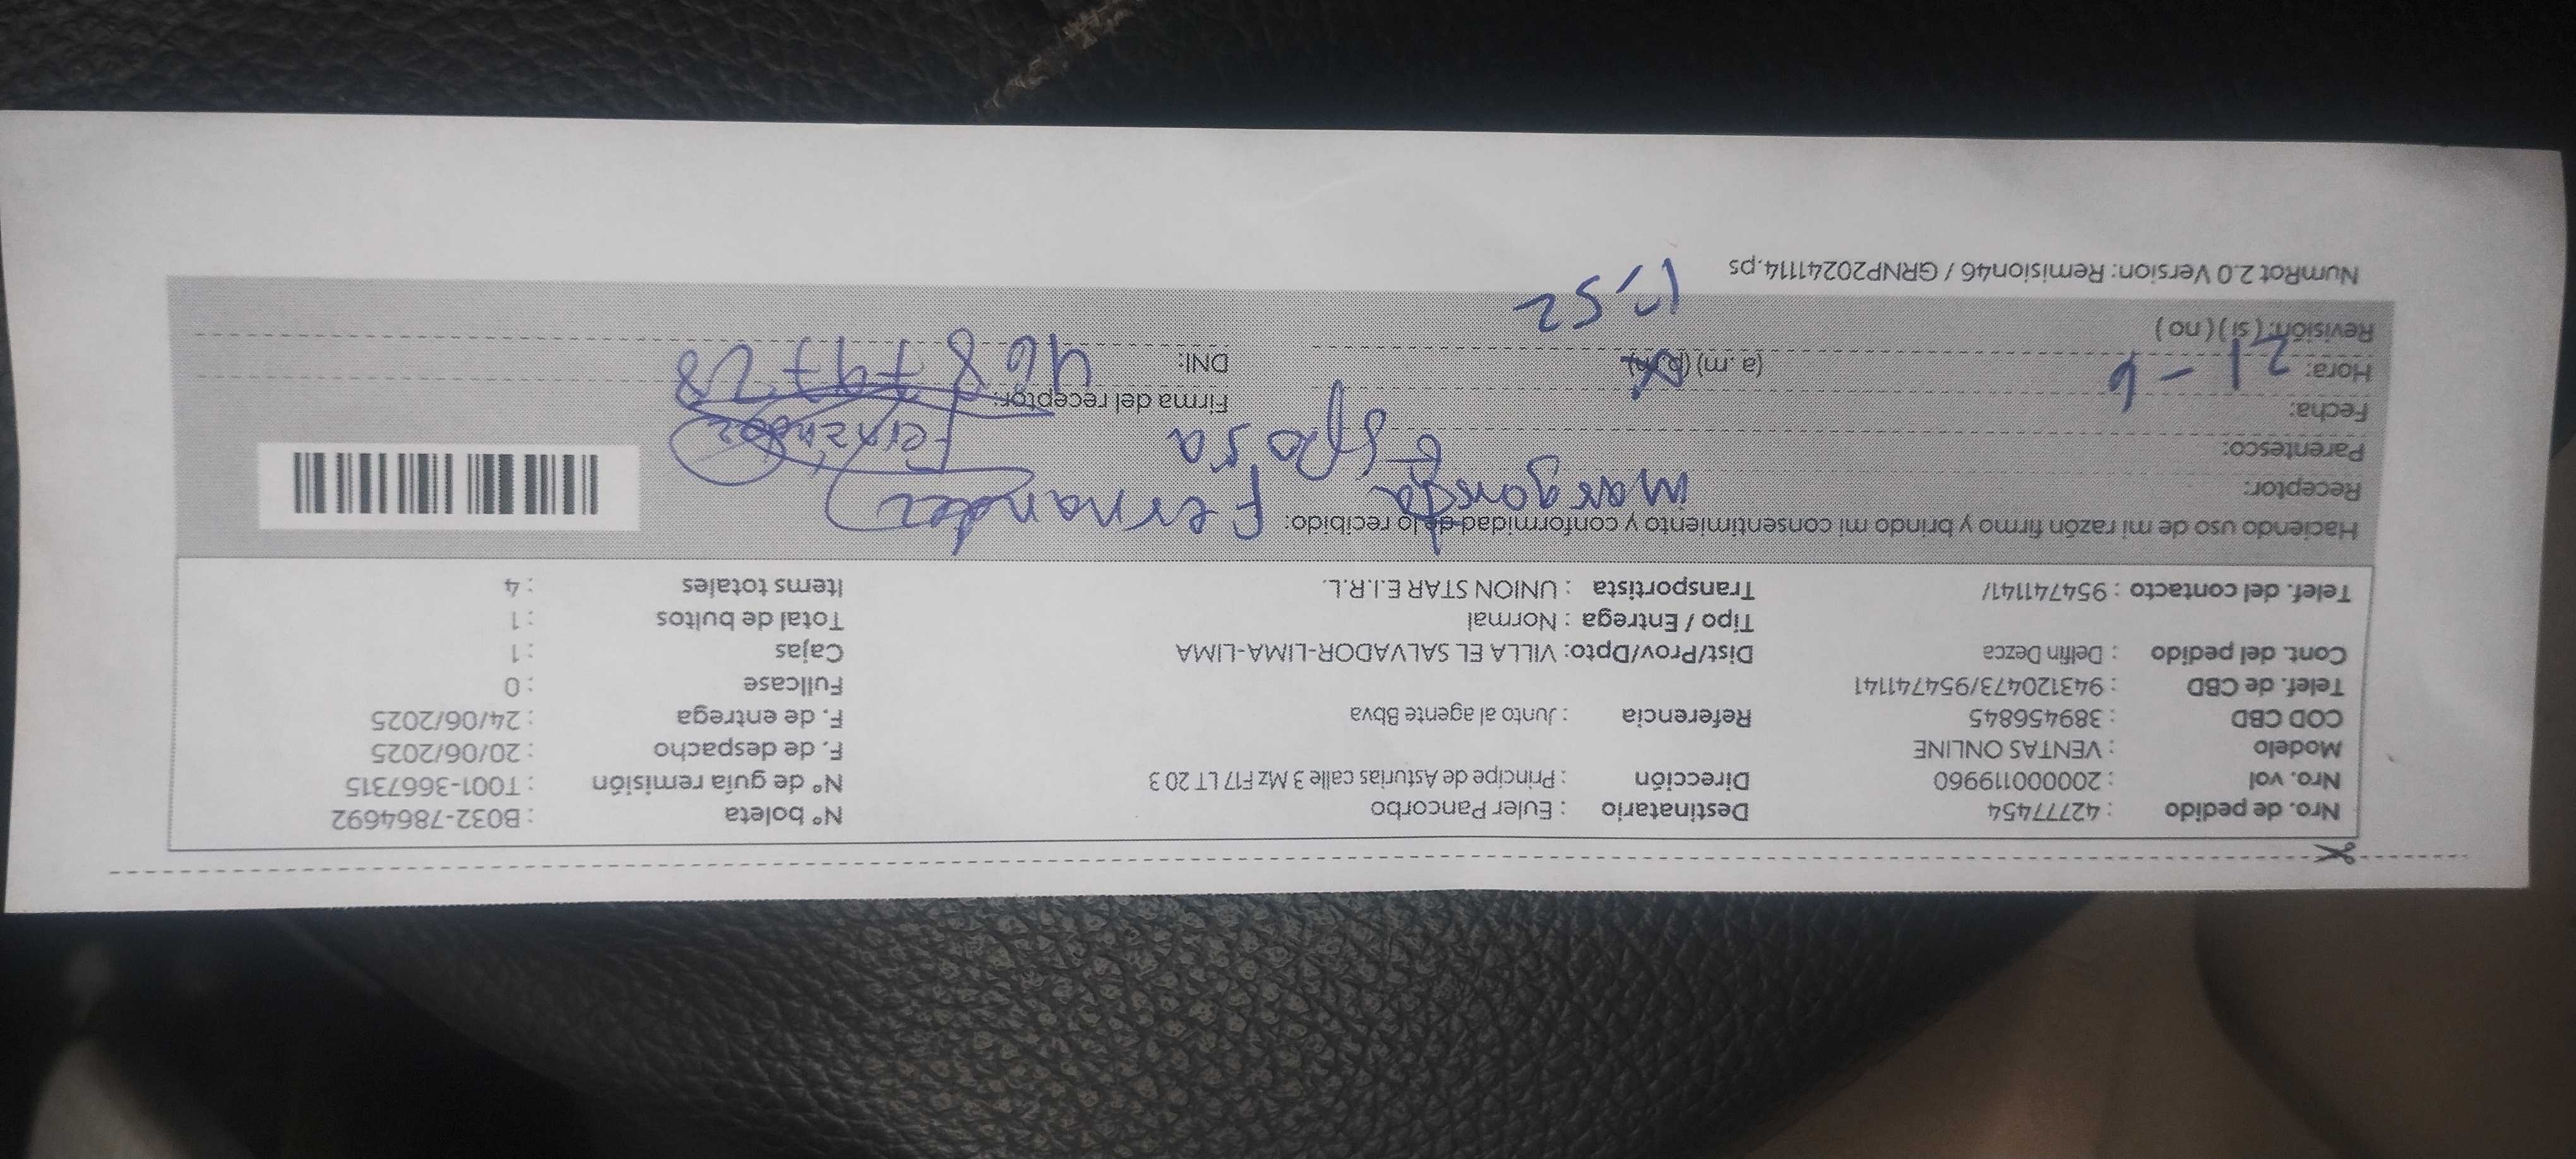 Nro. de pedido : 42777454 Destinatario : Euler Pancorbo N° boleta : B032-7864692
Nro. vol : 2000000119960 Dirección : Principe de Asturias calle 3 Mz F17 LT 20 3 N° de guía remisión : T001-3667315
Modelo : VENTAS ONLINE F. de despacho : 20/06/2025
COD CBD : 389456845 Referencia : Junto al agente Bbva F. de entrega : 24/06/2025
Telef. de CBD : 943120473/954741141 Fullcase : 0
Cont. del pedido : Delfin Dezca Dist/Prov/Dpto: VILLA EL SALVADOR-LIMA-LIMA Cajas : 1
Tipo / Entrega : Normal Total de bultos : 1
Telef. del contacto : 954741141/ Transportista : UNION STAR E.I.R.L. Items totales : 4
Haciendo uso de mi razón firmo y brindo mi consentimiento y conformidad de lo recibido:
Receptor: margarita Fernandez
Parentesco: Esposa
Fecha: 21-6 Firma del receptor: Fernandez
Hora: (a.m) (p.m) DNI: 46879728
Revisión: (si) (no) 1:52
NumRot 2.0 Version: Remision46 / GRNP20241114.ps